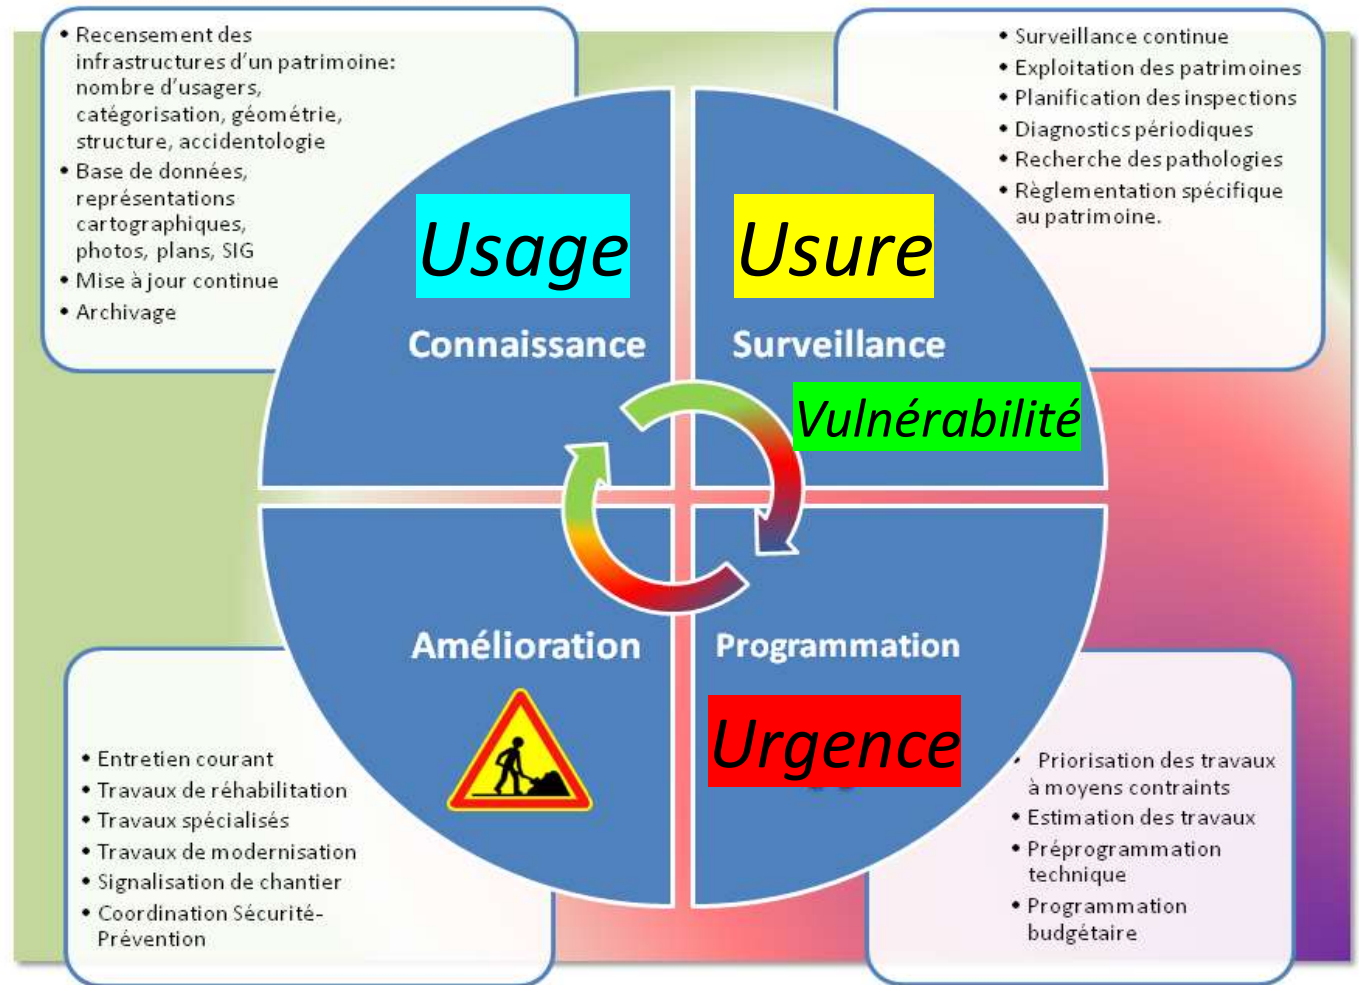 • Recensement des
infrastructures d'un patrimoine:
nombre d'usagers,
catégorisation, géométrie,
structure, accidentologie
• Base de données,
représentations
cartographiques,
photos, plans, SIG
• Mise à jour continue
• Archivage
• Surveillance continue
• Exploitation des patrimoines
• Planification des inspections
• Diagnostics périodiques
• Recherche des pathologies
• Règlementation spécifique
au patrimoine.
Usage
Usure
Connaissance
Surveillance
Vulnérabilité
Amélioration
Programmation
Urgence
• Entretien courant
• Travaux de réhabilitation
• Travaux spécialisés
• Travaux de modernisation
• Signalisation de chantier
• Coordination Sécurité-
Prévention
• Priorisation des travaux
à moyens contraints
• Estimation des travaux
• Préprogrammation
technique
• Programmation
budgétaire